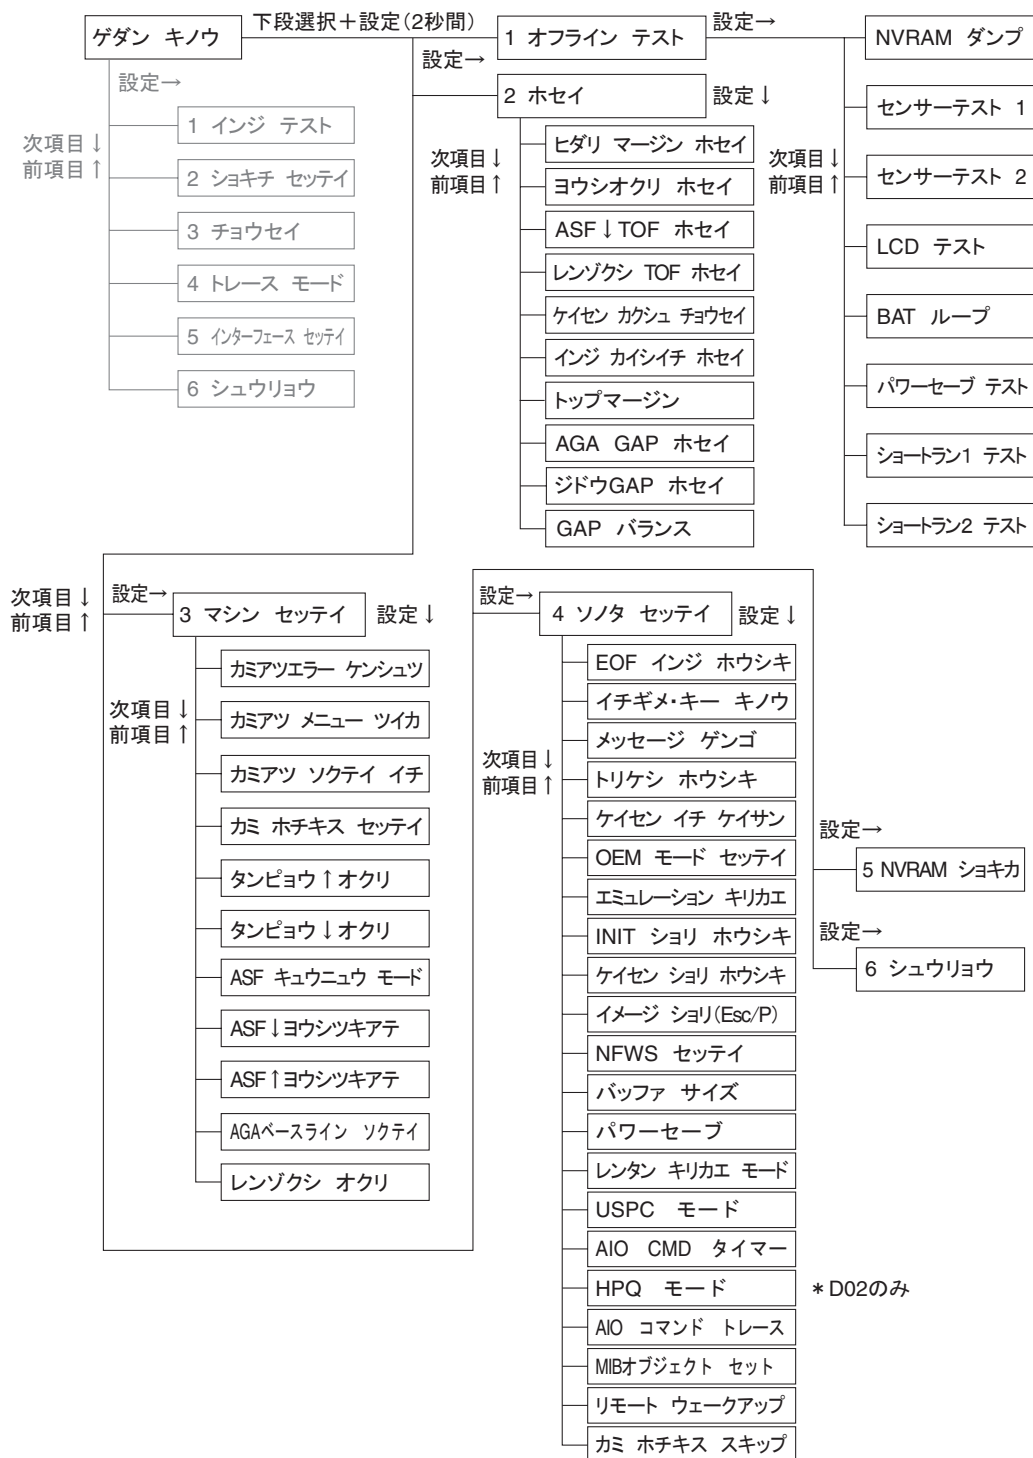 ゲダン キノウ
下段選択+設定(2秒間)
設定→
次項目↓
前項目↑
1 インジ テスト
2 ショキチ セッテイ
3 チョウセイ
4 トレース モード
5 インターフェース セッテイ
6 シュウリョウ
設定→
1 オフライン テスト
設定→
次項目↓
前項目↑
NVRAM ダンプ
センサーテスト 1
センサーテスト 2
LCD テスト
BAT ループ
パワーセーブ テスト
ショートラン1 テスト
ショートラン2 テスト
2 ホセイ
設定↓
次項目↓
前項目↑
ヒダリ マージン ホセイ
ヨウシオクリ ホセイ
ASF↓TOF ホセイ
レンゾクシ TOF ホセイ
ケイセン カクシュ チョウセイ
インジ カイシイチ ホセイ
トップマージン
AGA GAP ホセイ
ジドウGAP ホセイ
GAP バランス
次項目↓
前項目↑
設定→
3 マシン セッテイ
設定↓
次項目↓
前項目↑
カミアツエラー ケンシュツ
カミアツ メニュー ツイカ
カミアツ ソクテイ イチ
カミ ホチキス セッテイ
タンピョウ↑オクリ
タンピョウ↓オクリ
ASF キュウニュウ モード
ASF↓ヨウシツキアテ
ASF↑ヨウシツキアテ
AGAベースライン ソクテイ
レンゾクシ オクリ
設定→
4 ソノタ セッテイ
設定↓
次項目↓
前項目↑
EOF インジ ホウシキ
イチギメ・キー キノウ
メッセージ ゲンゴ
トリケシ ホウシキ
ケイセン イチ ケイサン
OEM モード セッテイ
エミュレーション キリカエ
INIT ショリ ホウシキ
ケイセン ショリ ホウシキ
イメージ ショリ(Esc/P)
NFWS セッテイ
バッファ サイズ
パワーセーブ
レンタン キリカエ モード
USPC モード
AIO CMD タイマー
HPQ モード
*D02のみ
AIO コマンド トレース
MIBオブジェクト セット
リモート ウェークアップ
カミ ホチキス スキップ
設定→
5 NVRAM ショキカ
設定→
6 シュウリョウ